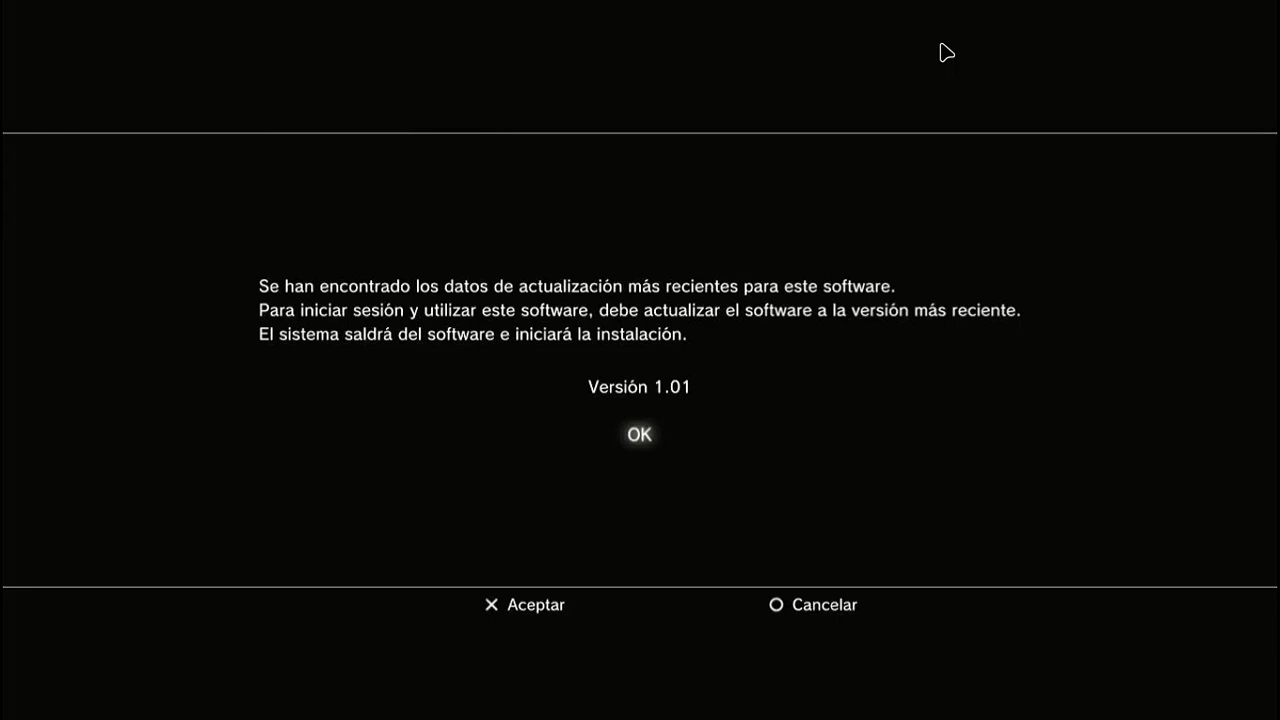 Se han encontrado los datos de actualización más recientes para este software.
Para iniciar sesión y utilizar este software, debe actualizar el software a la versión más reciente.
El sistema saldrá del software e iniciará la instalación.
Versión 1.01
OK
Aceptar
Cancelar